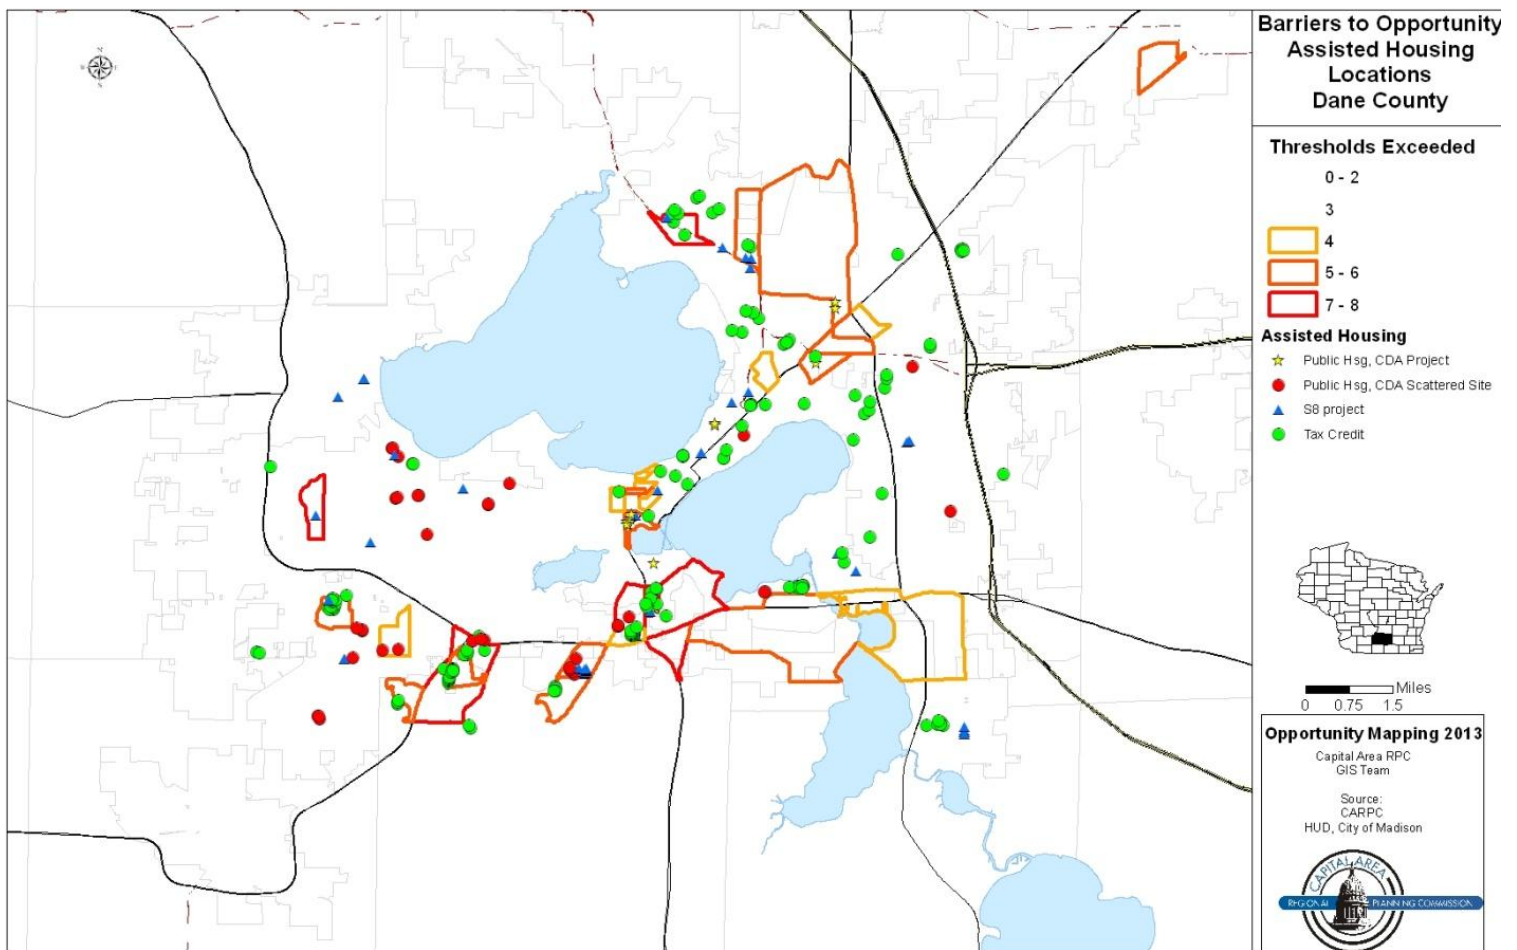 Barriers to Opportunity
Assisted Housing
Locations
Dane County
Thresholds Exceeded
0 - 2
3
4
5 - 6
7 - 8
Assisted Housing
Public Hsg, CDA Project
Public Hsg, CDA Scattered Site
S8 project
Tax Credit
Miles
0 0.75 1.5
Opportunity Mapping 2013
Capital Area RPC
GIS Team
Source:
CARPC
HUD, City of Madison
CAPITAL AREA
REGIONAL PLANNING COMMISSION